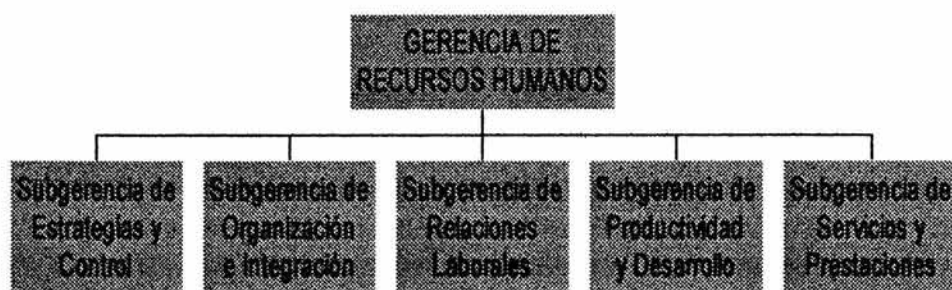 GERENCIA DE
RECURSOS HUMANOS
Subgerencia de
Estrategias y
Control
Subgerencia de
Organización
e Integración
Subgerencia de
Relaciones
Laborales
Subgerencia de
Productividad
y Desarrollo
Subgerencia de
Servicios y
Prestaciones